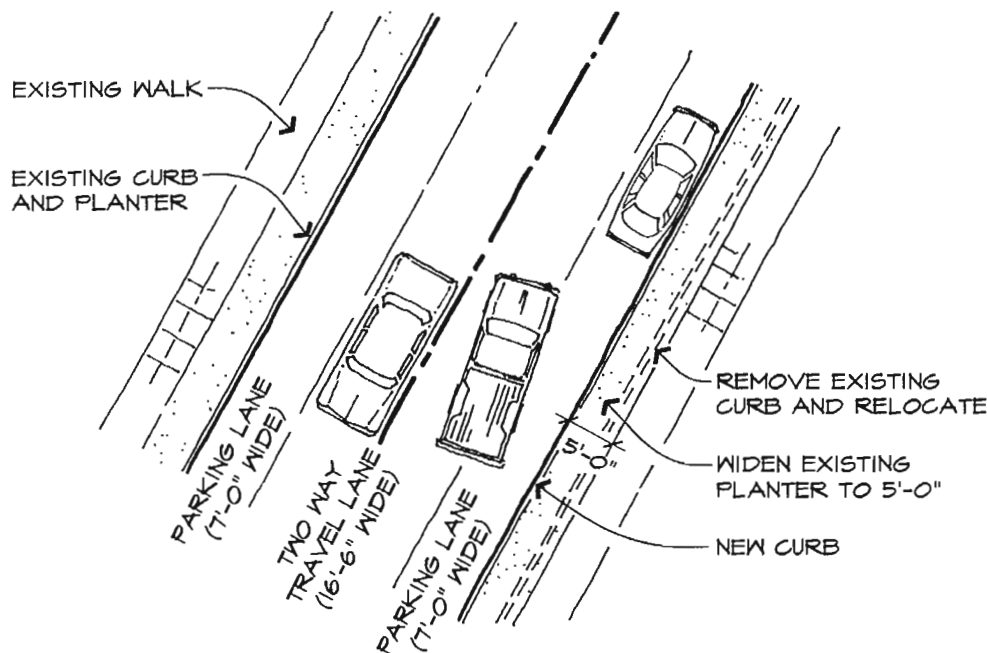 EXISTING WALK
EXISTING CURB
AND PLANTER
PARKING LANE
(7'-0" WIDE)
TWO WAY
TRAVEL LANE
(16'-6" WIDE)
PARKING LANE
(7'-0" WIDE)
5'-0"
REMOVE EXISTING
CURB AND RELOCATE
WIDEN EXISTING
PLANTER TO 5'-0"
NEW CURB